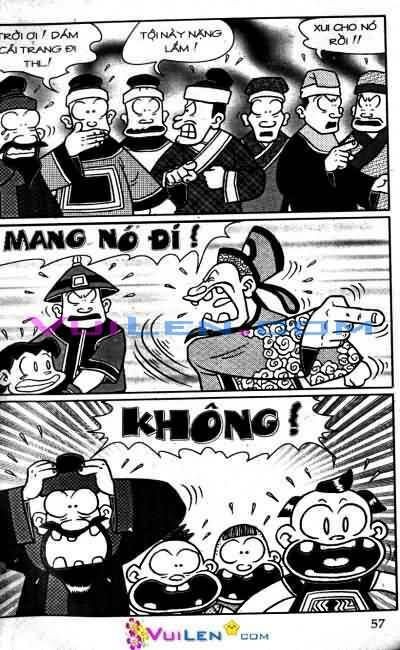 TRỜI ƠI! DÁM
CẢI TRANG ĐI
THI...!
TỘI NÀY NẶNG
LẮM!
XUI CHO NÓ
RỒI!!
MANG NÓ ĐI!
VUILEN.COM
KHÔNG!
57
VUILEN.COM